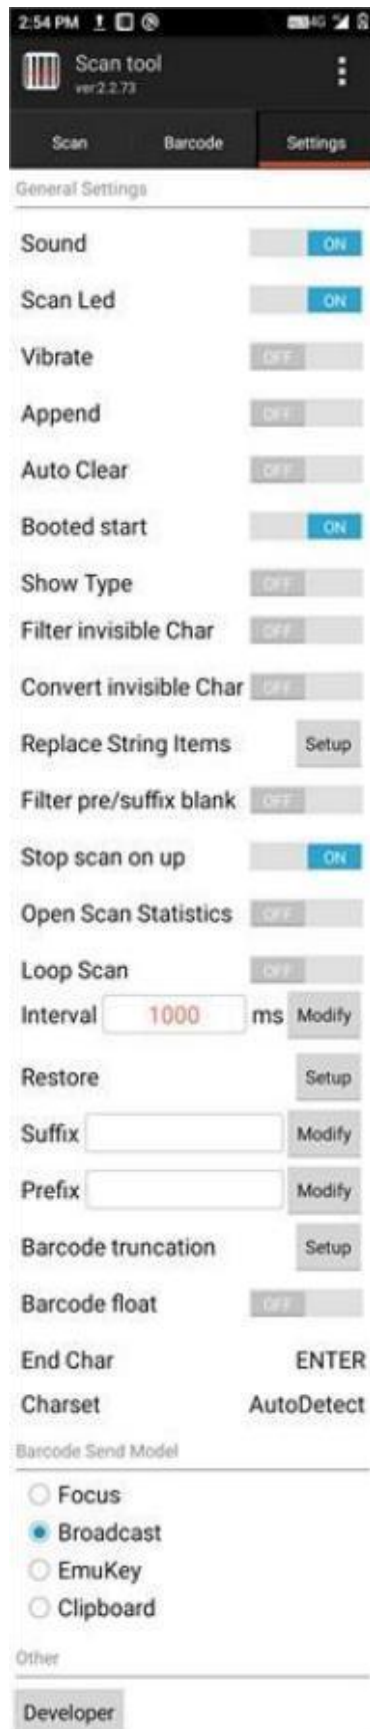 2:54 PM 4G
Scan tool
ver:2.2.73
Scan Barcode Settings
General Settings
Sound ON
Scan Led ON
Vibrate OFF
Append OFF
Auto Clear OFF
Booted start ON
Show Type OFF
Filter invisible Char OFF
Convert invisible Char OFF
Replace String Items Setup
Filter pre/suffix blank OFF
Stop scan on up ON
Open Scan Statistics OFF
Loop Scan OFF
Interval 1000 ms Modify
Restore Setup
Suffix Modify
Prefix Modify
Barcode truncation Setup
Barcode float OFF
End Char ENTER
Charset AutoDetect
Barcode Send Model
Focus
Broadcast
EmuKey
Clipboard
Other
Developer